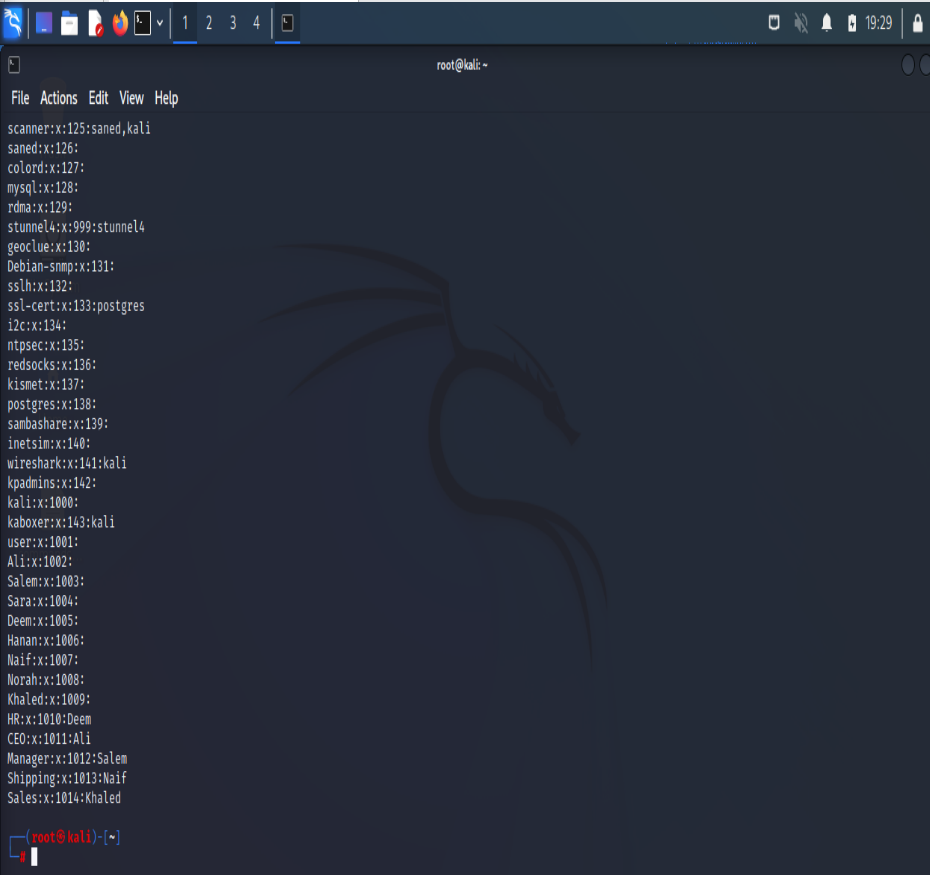 1 2 3 4 19:29
root@kali: ~
File Actions Edit View Help
scanner:x:125:saned,kali
saned:x:126:
colord:x:127:
mysql:x:128:
rdma:x:129:
stunnel4:x:999:stunnel4
geoclue:x:130:
Debian-snmp:x:131:
sslh:x:132:
ssl-cert:x:133:postgres
i2c:x:134:
ntpsec:x:135:
redsocks:x:136:
kismet:x:137:
postgres:x:138:
sambashare:x:139:
inetsim:x:140:
wireshark:x:141:kali
kpadmins:x:142:
kali:x:1000:
kaboxer:x:143:kali
user:x:1001:
Ali:x:1002:
Salem:x:1003:
Sara:x:1004:
Deem:x:1005:
Hanan:x:1006:
Naif:x:1007:
Norah:x:1008:
Khaled:x:1009:
HR:x:1010:Deem
CEO:x:1011:Ali
Manager:x:1012:Salem
Shipping:x:1013:Naif
Sales:x:1014:Khaled
┌──(root㉿kali)-[~]
└─#